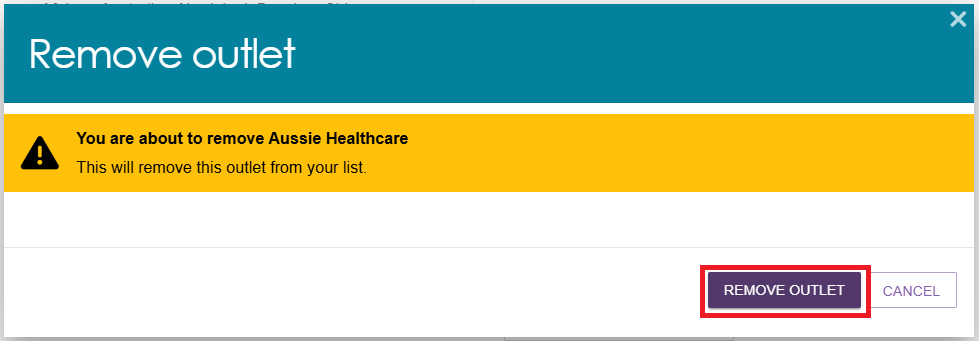 Remove outlet
You are about to remove Aussie Healthcare
This will remove this outlet from your list.
REMOVE OUTLET
CANCEL